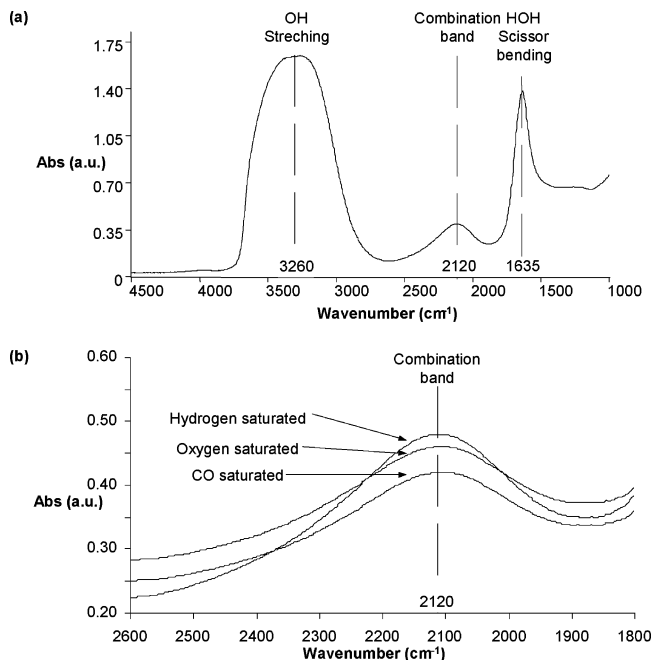 (a)
OH
Streching
Combination
band
HOH
Scissor
bending
1.75
1.40
1.05
Abs (a.u.)
0.70
0.35
0
3260
2120
1635
4500 4000 3500 3000 2500 2000 1500 1000
Wavenumber (cm-1)
(b)
0.60
Combination
band
0.50
Hydrogen saturated
Oxygen saturated
0.40
CO saturated
Abs (a.u.)
0.30
0.20
2120
2600 2500 2400 2300 2200 2100 2000 1900 1800
Wavenumber (cm-1)